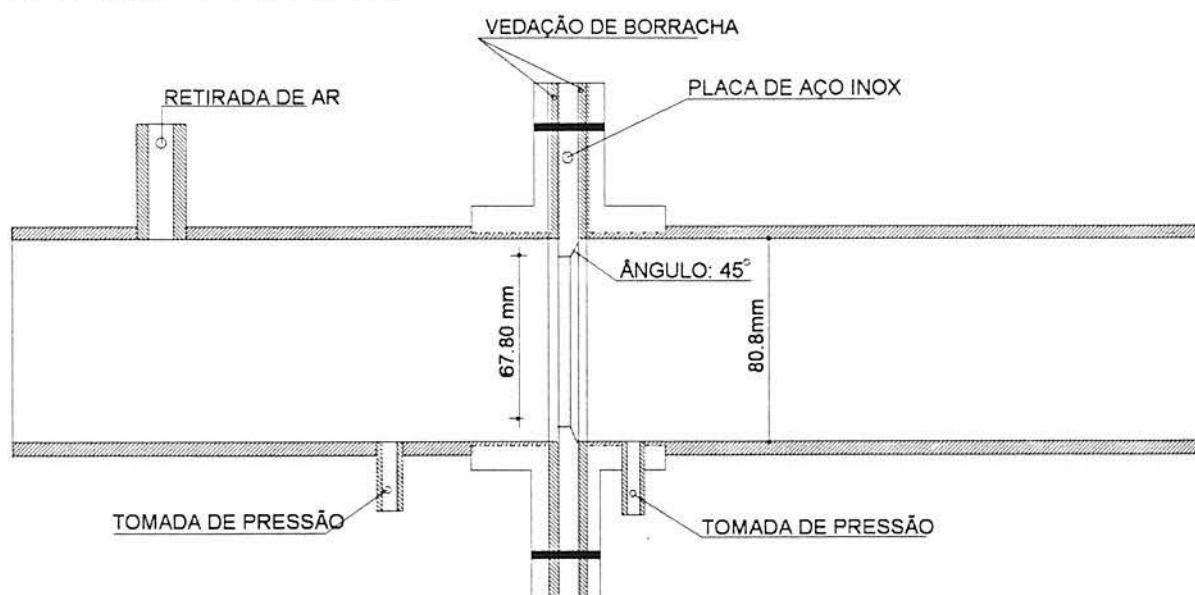 VEDAÇÃO DE BORRACHA
RETIRADA DE AR
PLACA DE AÇO INOX
ÂNGULO: 45°
67.80 mm
80.8mm
TOMADA DE PRESSÃO
TOMADA DE PRESSÃO